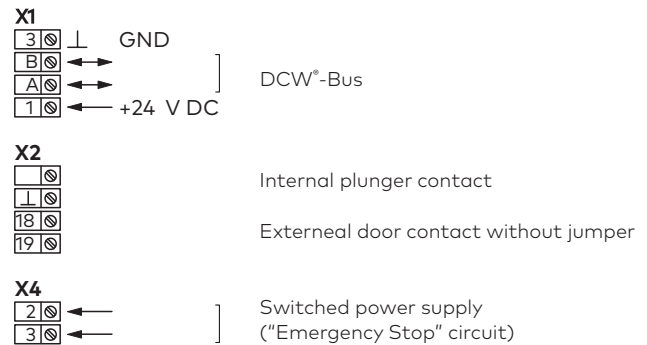 X1
3 ⊥ GND
B
A
DCW®-Bus
1 +24 V DC
X2
Internal plunger contact
⊥
18
Externeal door contact without jumper
19
X4
2
Switched power supply
3
("Emergency Stop" circuit)